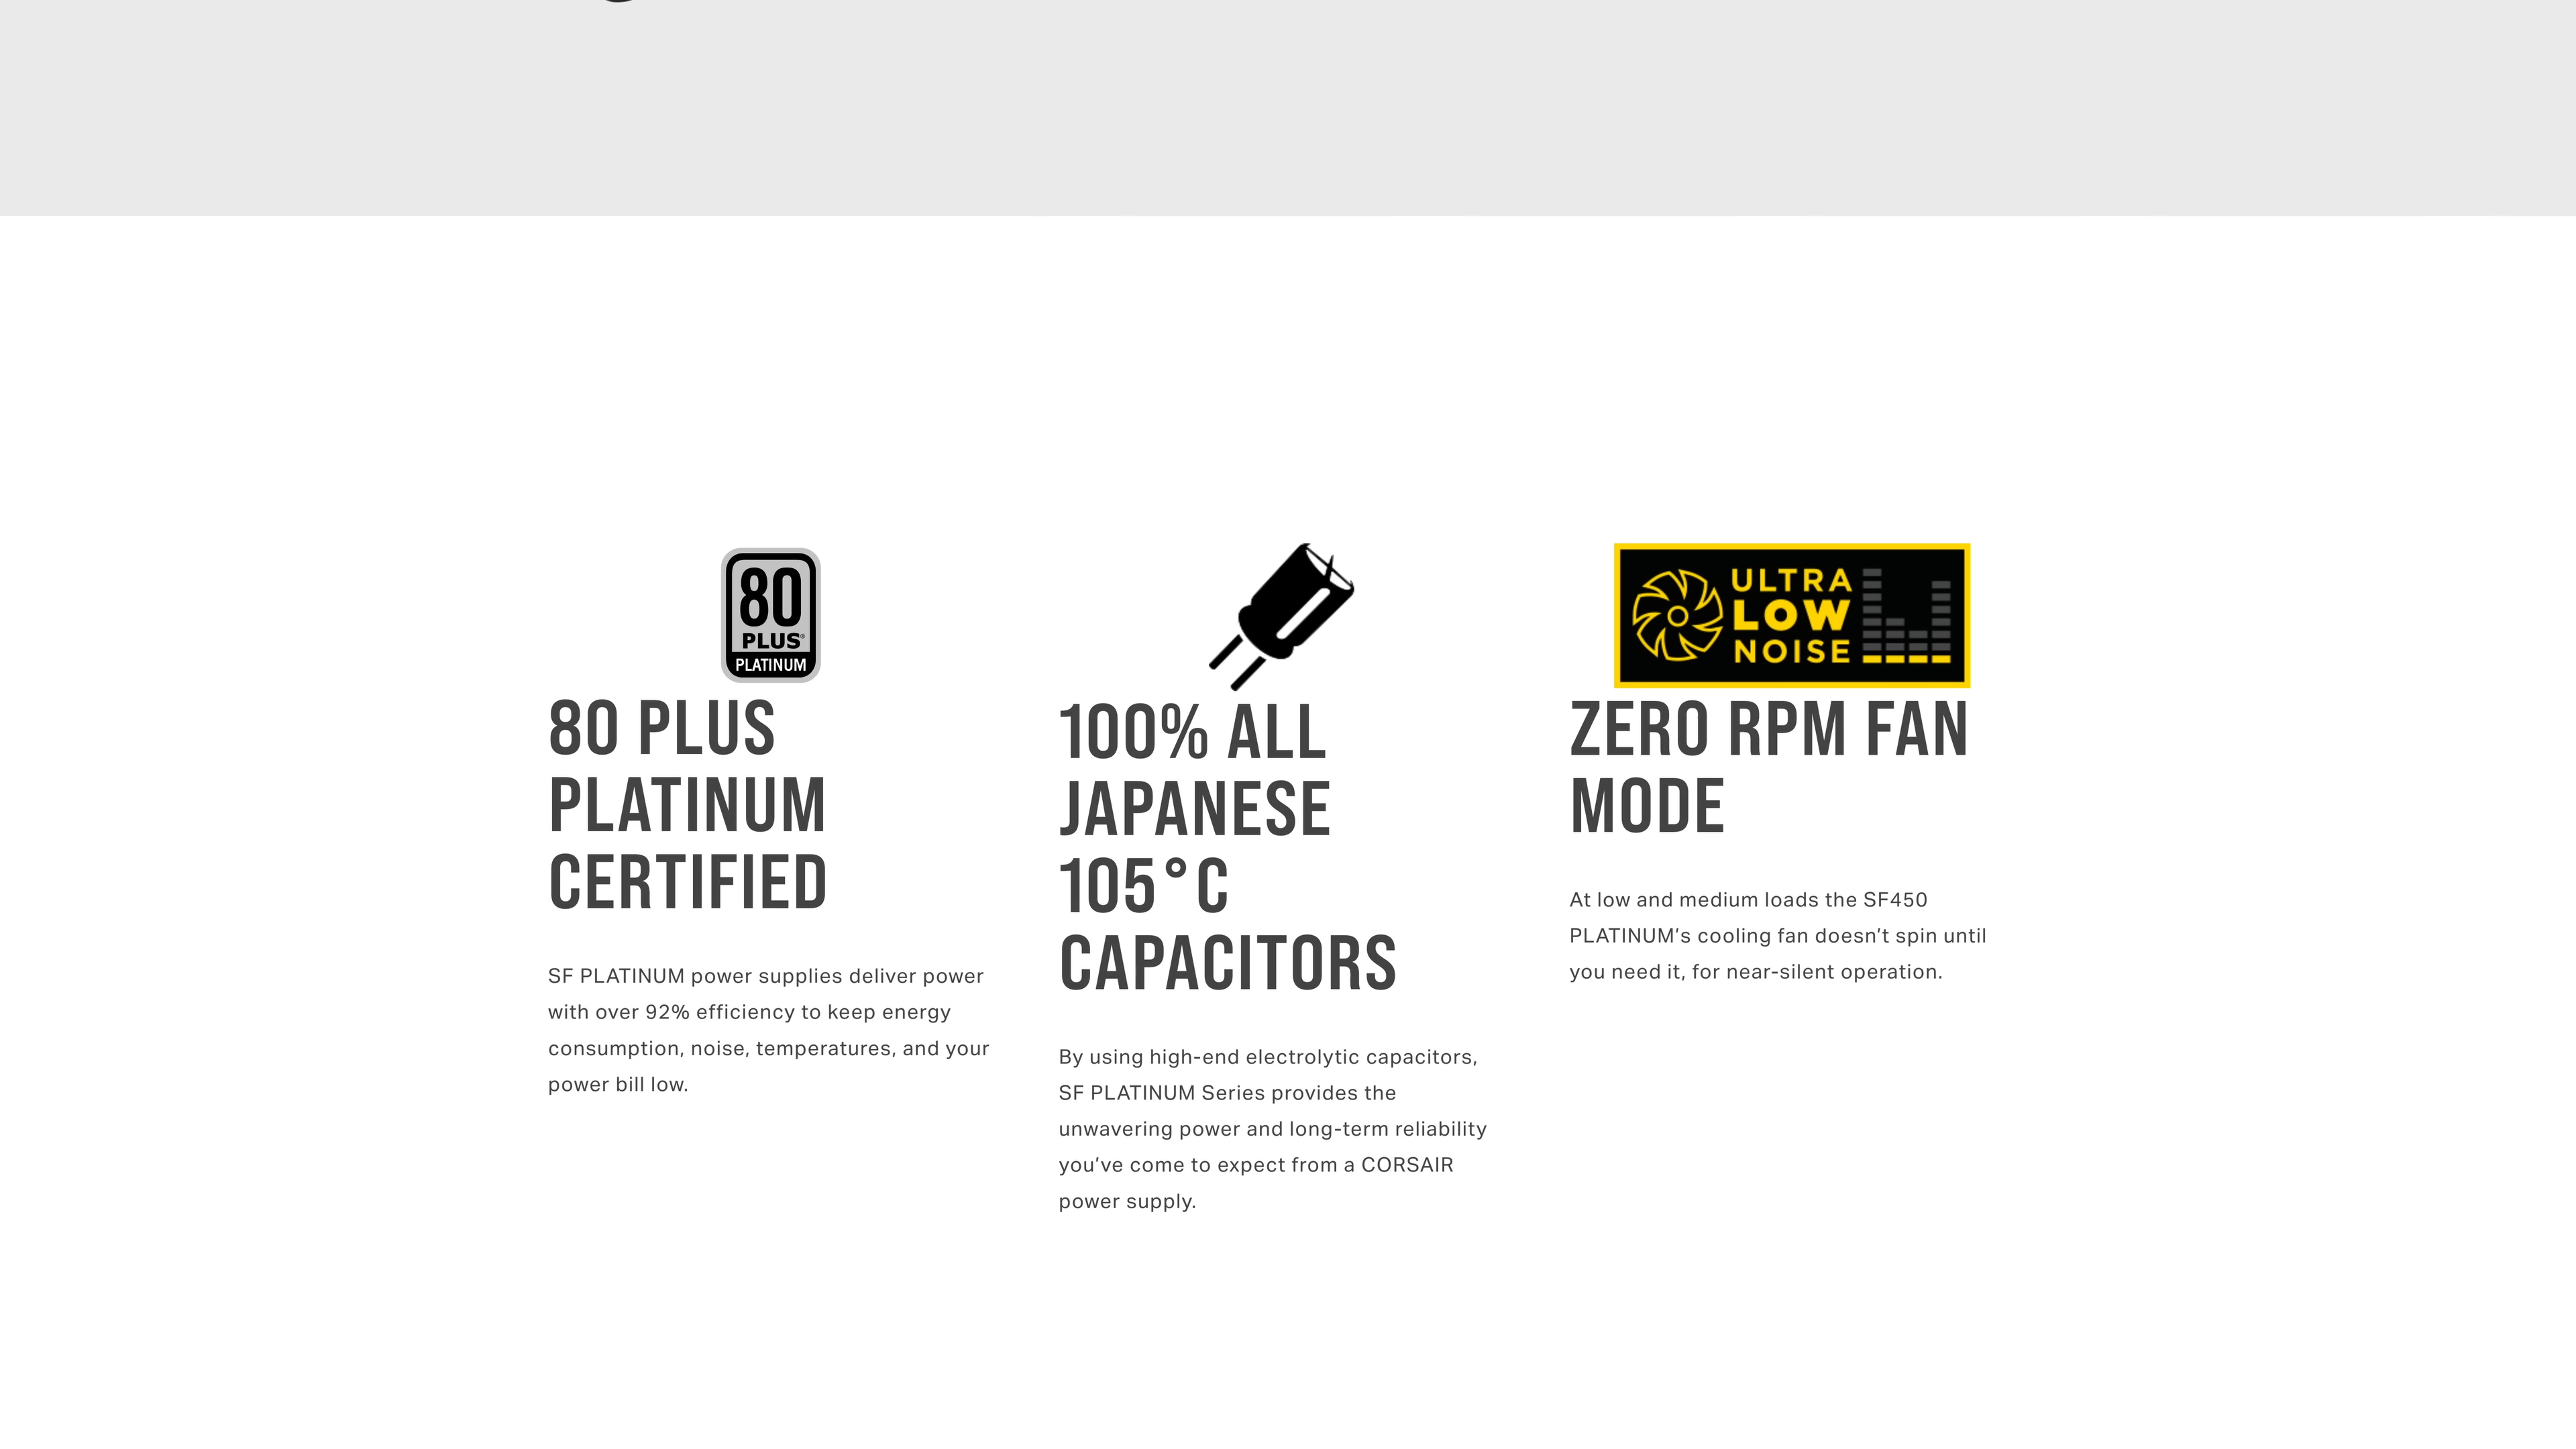 80
PLUS®
PLATINUM
80 PLUS
PLATINUM
CERTIFIED
SF PLATINUM power supplies deliver power
with over 92% efficiency to keep energy
consumption, noise, temperatures, and your
power bill low.
100% ALL
JAPANESE
105°C
CAPACITORS
By using high-end electrolytic capacitors,
SF PLATINUM Series provides the
unwavering power and long-term reliability
you’ve come to expect from a CORSAIR
power supply.
ULTRA
LOW
NOISE
ZERO RPM FAN
MODE
At low and medium loads the SF450
PLATINUM’s cooling fan doesn’t spin until
you need it, for near-silent operation.